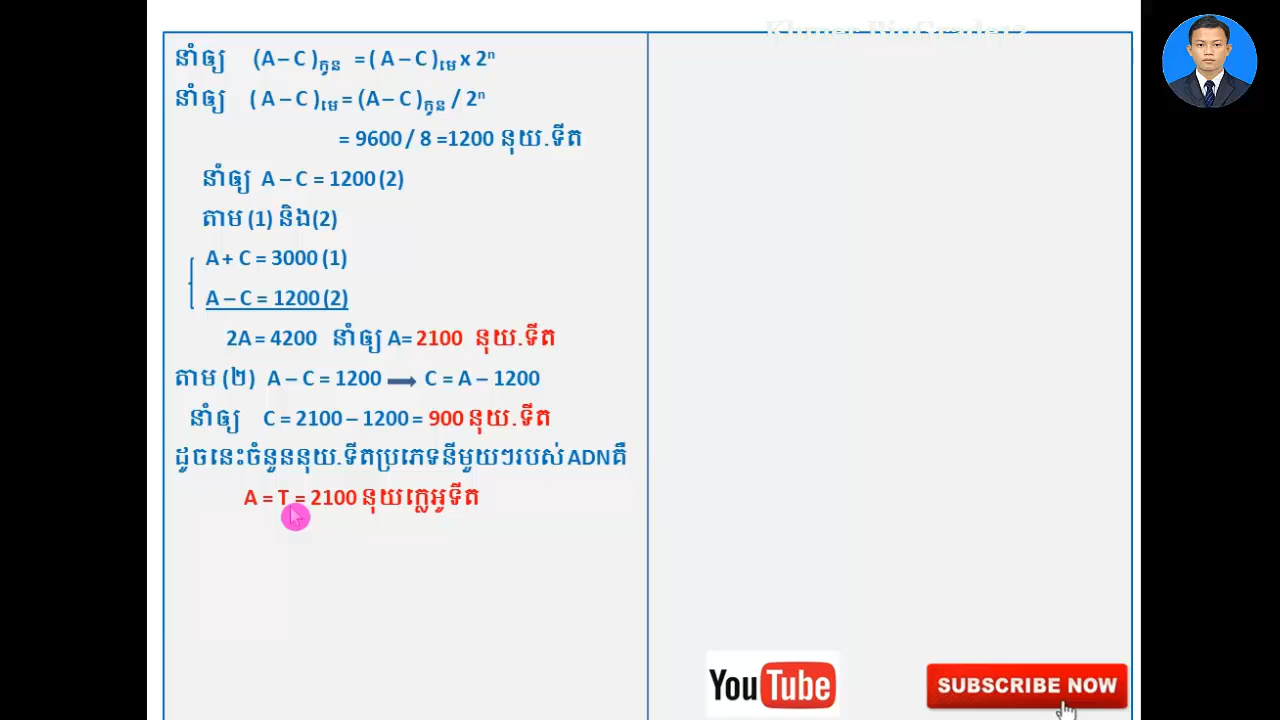 នាំឲ្យ (A – C )កូន = ( A – C )មេ x 2ⁿ
នាំឲ្យ ( A – C )មេ = (A– C )កូន / 2ⁿ
= 9600 / 8 =1200 នុយ.ទីត
នាំឲ្យ A – C = 1200 (2)
តាម (1) និង(2)
A + C = 3000 (1)
A – C = 1200 (2)
2A = 4200 នាំឲ្យ A= 2100 នុយ.ទីត
តាម (២) A – C = 1200 ➡ C = A – 1200
នាំឲ្យ C = 2100 – 1200 = 900 នុយ.ទីត
ដូចនេះចំនួននុយ.ទីតប្រភេទនីមួយៗរបស់ ADNគឺ
A = T = 2100 នុយក្លេអូទីត
YouTube
SUBSCRIBE NOW